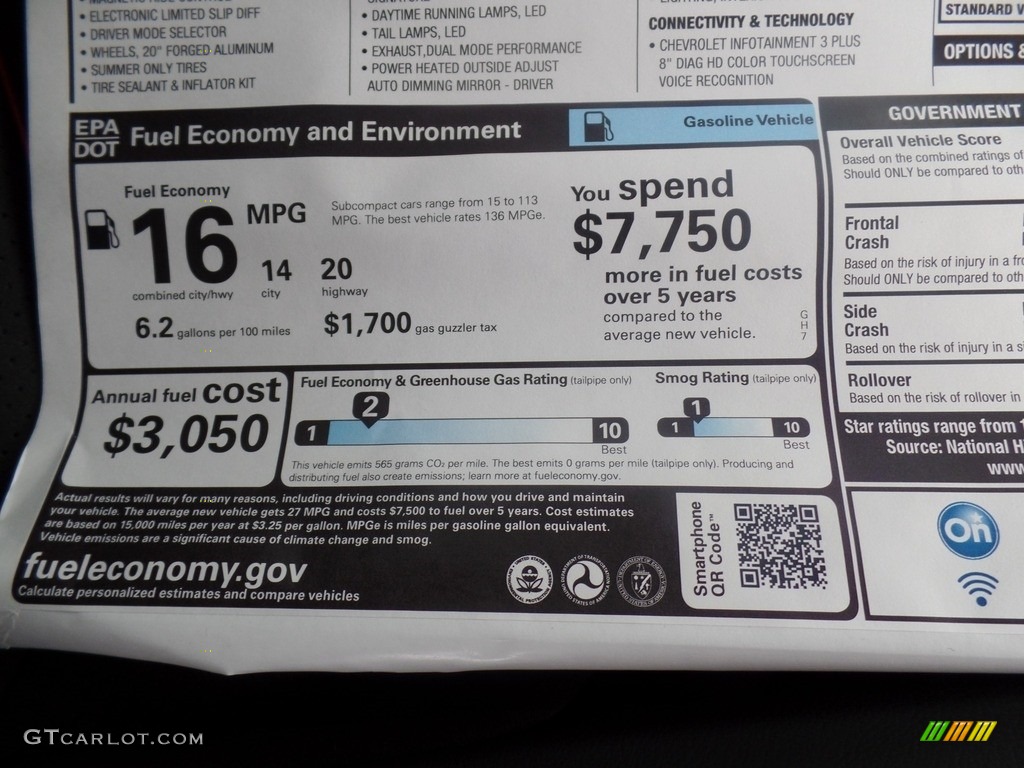 • ELECTRONIC LIMITED SLIP DIFF
• DRIVER MODE SELECTOR
• WHEELS, 20" FORGED ALUMINUM
• SUMMER ONLY TIRES
• TIRE SEALANT & INFLATOR KIT
• DAYTIME RUNNING LAMPS, LED
• TAIL LAMPS, LED
• EXHAUST,DUAL MODE PERFORMANCE
• POWER HEATED OUTSIDE ADJUST
AUTO DIMMING MIRROR - DRIVER
CONNECTIVITY & TECHNOLOGY
• CHEVROLET INFOTAINMENT 3 PLUS
8" DIAG HD COLOR TOUCHSCREEN
VOICE RECOGNITION
STANDARD V
OPTIONS &
EPA
DOT
Fuel Economy and Environment
Gasoline Vehicle
Fuel Economy
16 MPG
combined city/hwy
14
city
20
highway
Subcompact cars range from 15 to 113
MPG. The best vehicle rates 136 MPGe.
6.2 gallons per 100 miles
$1,700 gas guzzler tax
You spend
$7,750
more in fuel costs
over 5 years
compared to the
average new vehicle.
G
H
7
Annual fuel cost
$3,050
Fuel Economy & Greenhouse Gas Rating (tailpipe only)
2
1
10
Best
Smog Rating (tailpipe only)
1
1
10
Best
This vehicle emits 565 grams CO₂ per mile. The best emits 0 grams per mile (tailpipe only). Producing and
distributing fuel also create emissions; learn more at fueleconomy.gov.
Actual results will vary for many reasons, including driving conditions and how you drive and maintain
your vehicle. The average new vehicle gets 27 MPG and costs $7,500 to fuel over 5 years. Cost estimates
are based on 15,000 miles per year at $3.25 per gallon. MPGe is miles per gasoline gallon equivalent.
Vehicle emissions are a significant cause of climate change and smog.
fueleconomy.gov
Calculate personalized estimates and compare vehicles
Smartphone
QR Code™
GOVERNMENT
Overall Vehicle Score
Based on the combined ratings of
Should ONLY be compared to oth
Frontal
Crash
Based on the risk of injury in a fro
Should ONLY be compared to oth
Side
Crash
Based on the risk of injury in a s
Rollover
Based on the risk of rollover in
Star ratings range from 1
Source: National H
www
On
GTCARLOT.COM